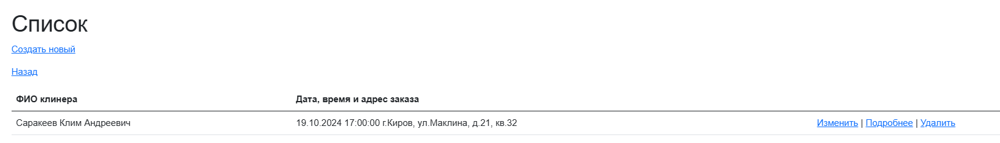 Список
Создать новый
Назад
ФИО клинера Дата, время и адрес заказа
Саракеев Клим Андреевич 19.10.2024 17:00:00 г.Киров, ул.Маклина, д.21, кв.32 Изменить | Подробнее | Удалить